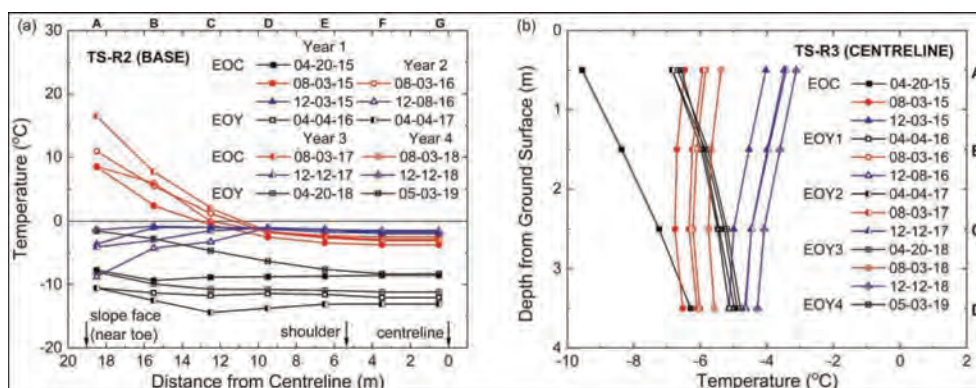 (a)
A B C D E F G
TS-R2 (BASE)
Year 1
EOC 04-20-15 Year 2
08-03-15 08-03-16
12-03-15 12-08-16
EOY 04-04-16 04-04-17
Year 3 Year 4
EOC 08-03-17 08-03-18
12-12-17 12-12-18
EOY 04-20-18 05-03-19
Temperature (°C)
30
20
10
0
-10
-20
slope face
(near toe)
shoulder
centreline
20 18 16 14 12 10 8 6 4 2 0
Distance from Centreline (m)
(b)
TS-R3 (CENTRELINE)
EOC 04-20-15
08-03-15
12-03-15
EOY1 04-04-16
08-03-16
12-08-16
EOY2 04-04-17
08-03-17
12-12-17
EOY3 04-20-18
08-03-18
12-12-18
EOY4 05-03-19
Depth from Ground Surface (m)
0
1
2
3
4
-10 -8 -6 -4 -2 0 2
Temperature (°C)